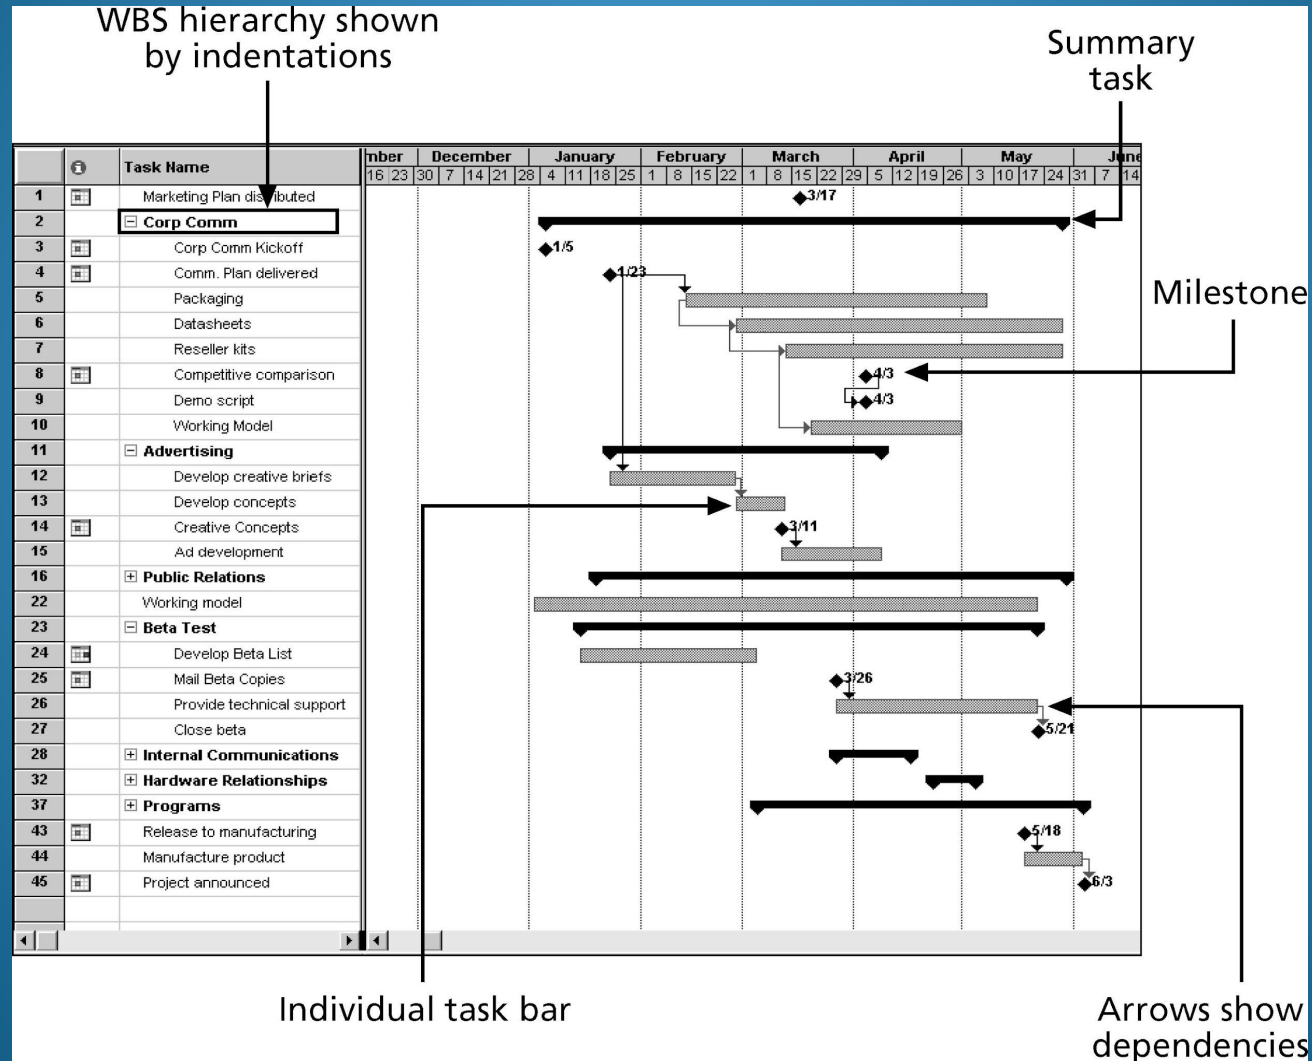 WBS hierarchy shown
by indentations
Summary
task
Task Name
mber December January February March April May June
16 23 30 7 14 21 28 4 11 18 25 1 8 15 22 1 8 15 22 29 5 12 19 26 3 10 17 24 31 7 14
1 Marketing Plan distributed 3/17
2 Corp Comm
3 Corp Comm Kickoff 1/5
4 Comm. Plan delivered 1/23
5 Packaging
Milestone
6 Datasheets
7 Reseller kits
8 Competitive comparison 4/3
9 Demo script 4/3
10 Working Model
11 Advertising
12 Develop creative briefs
13 Develop concepts
14 Creative Concepts 3/11
15 Ad development
16 Public Relations
22 Working model
23 Beta Test
24 Develop Beta List
25 Mail Beta Copies 3/26
26 Provide technical support
27 Close beta 5/21
28 Internal Communications
32 Hardware Relationships
37 Programs
43 Release to manufacturing 5/18
44 Manufacture product
45 Project announced 6/3
Individual task bar
Arrows show
dependencies